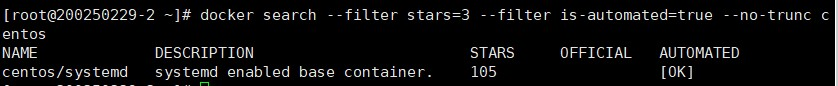 [root@200250229-2 ~]# docker search --filter stars=3 --filter is-automated=true --no-trunc c
entos
NAME DESCRIPTION STARS OFFICIAL AUTOMATED
centos/systemd systemd enabled base container. 105 [OK]